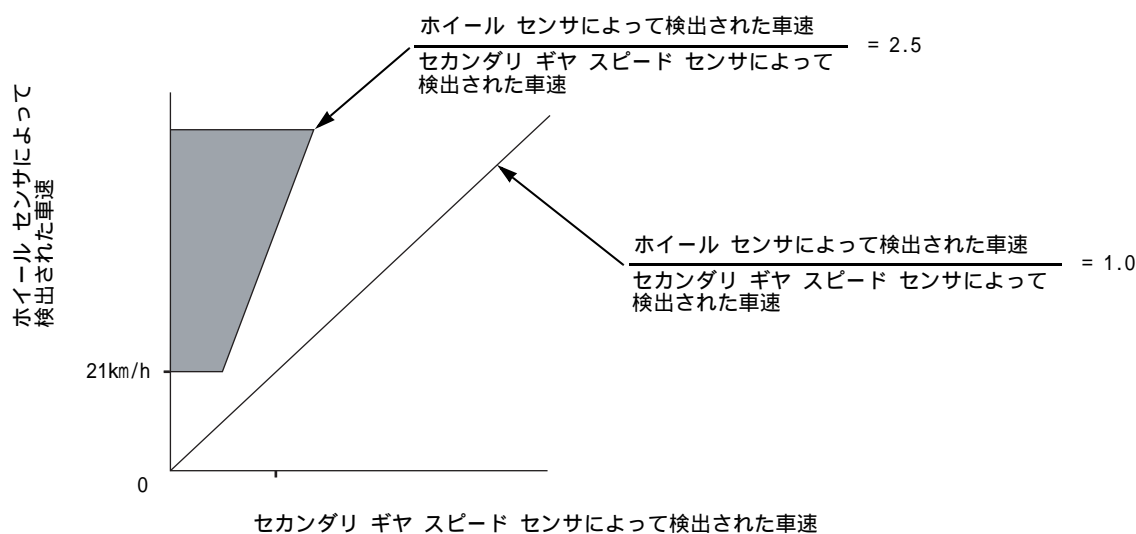 ホイール センサによって検出された車速
セカンダリ ギヤ スピード センサによって
検出された車速
= 2.5
ホイール センサによって
検出された車速
ホイール センサによって検出された車速
セカンダリ ギヤ スピード センサによって
検出された車速
= 1.0
21km/h
0
セカンダリ ギヤ スピード センサによって検出された車速